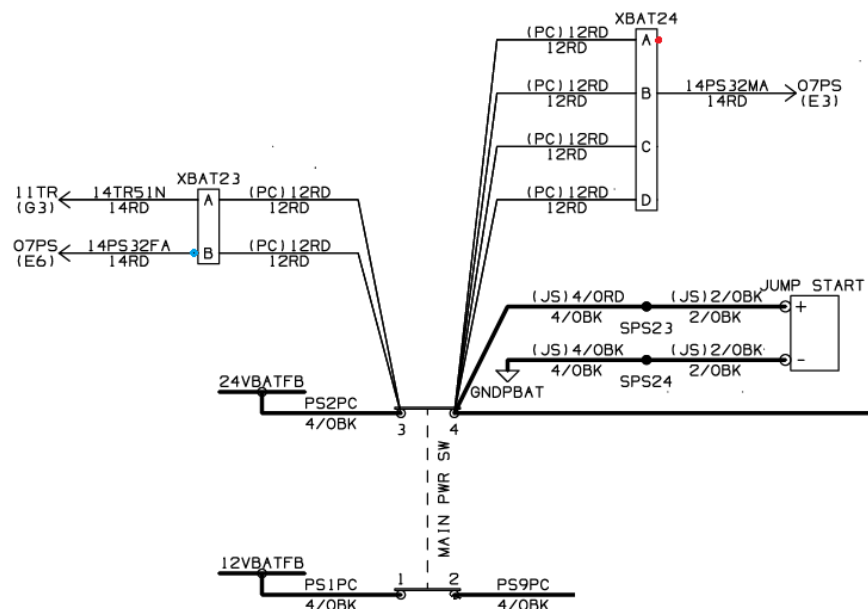 XBAT24
(PC)12RD
12RD
A
(PC)12RD
12RD
B
14PS32MA
14RD
07PS
(E3)
(PC)12RD
12RD
C
(PC)12RD
12RD
D
XBAT23
11TR
(G3)
14TR51N
14RD
A
(PC)12RD
12RD
07PS
(E6)
14PS32FA
14RD
B
(PC)12RD
12RD
JUMP START
(JS)4/0RD
4/0BK
SPS23
(JS)2/0BK
2/0BK
+
(JS)4/0BK
4/0BK
SPS24
(JS)2/0BK
2/0BK
-
GNDPBAT
24VBATFB
PS2PC
4/0BK
3
4
MAIN PWR SW
12VBATFB
PS1PC
4/0BK
1
2
PS9PC
4/0BK